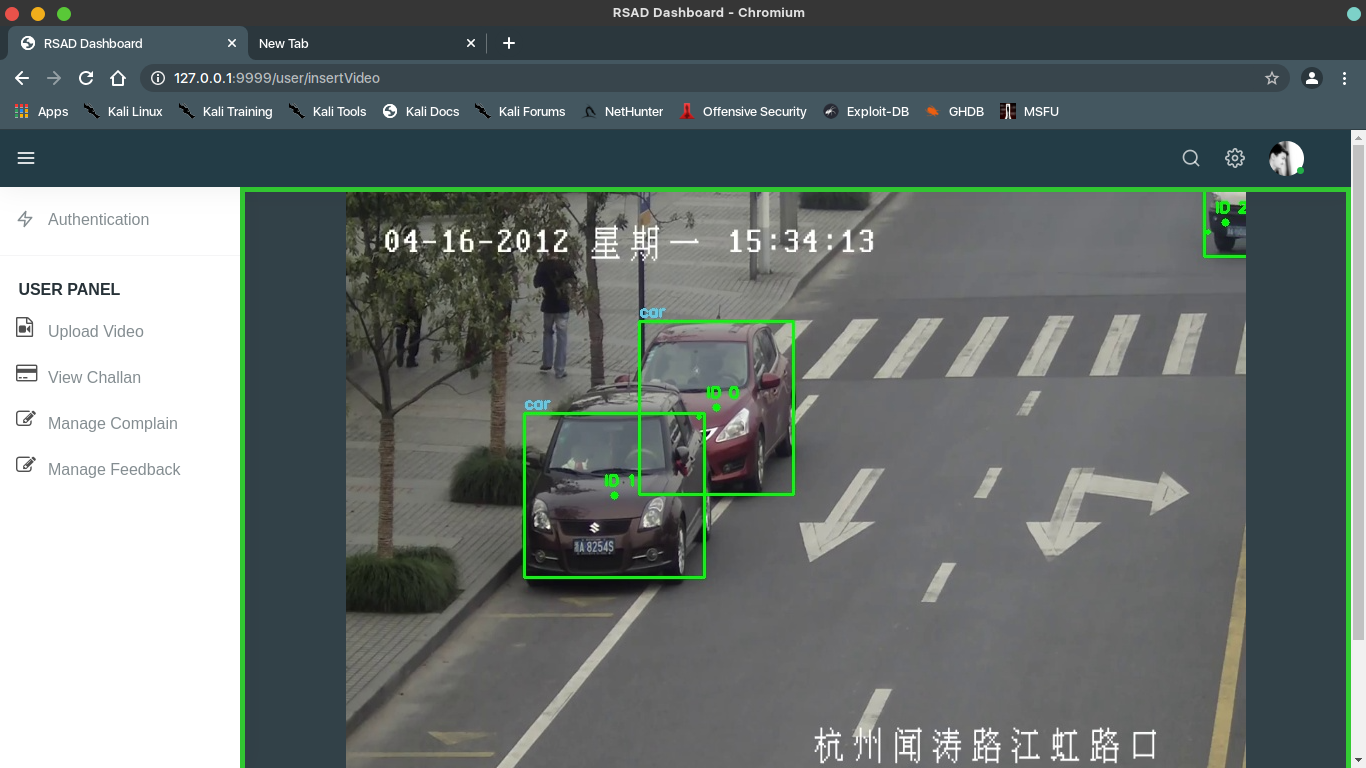 RSAD Dashboard - Chromium
RSAD Dashboard
New Tab
127.0.0.1:9999/user/insertVideo
Apps Kali Linux Kali Training Kali Tools Kali Docs Kali Forums NetHunter Offensive Security Exploit-DB GHDB MSFU
Authentication
USER PANEL
Upload Video
View Challan
Manage Complain
Manage Feedback
04-16-2012 星期一 15:34:13
ID 2
car
ID 0
car
ID 1
浙A 8254S
杭州闻涛路江虹路口